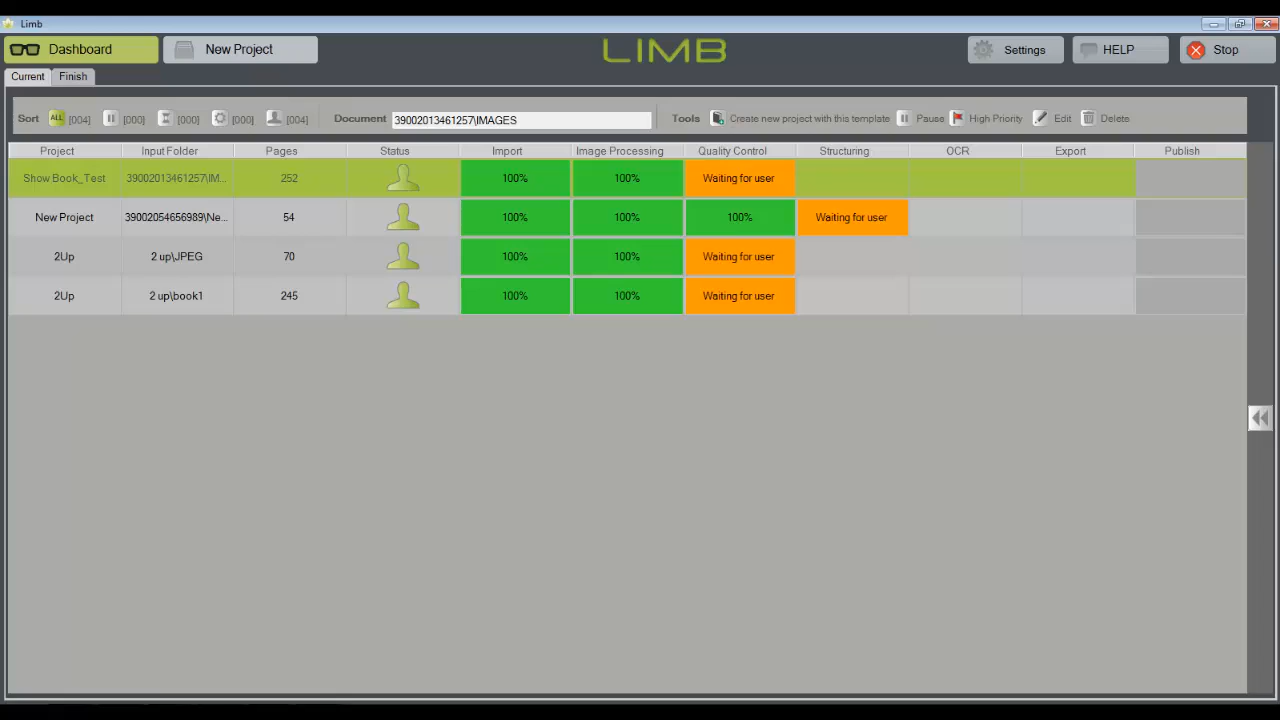 Limb
Dashboard New Project LIMB Settings HELP Stop
Current Finish
Sort ALL [004] [000] [000] [000] [004] Document 39002013461257\IMAGES Tools Create new project with this template Pause High Priority Edit Delete
Project Input Folder Pages Status Import Image Processing Quality Control Structuring OCR Export Publish
Show Book_Test 39002013461257\IM... 252 100% 100% Waiting for user
New Project 39002054656989\Ne... 54 100% 100% 100% Waiting for user
2Up 2 up\JPEG 70 100% 100% Waiting for user
2Up 2 up\book1 245 100% 100% Waiting for user